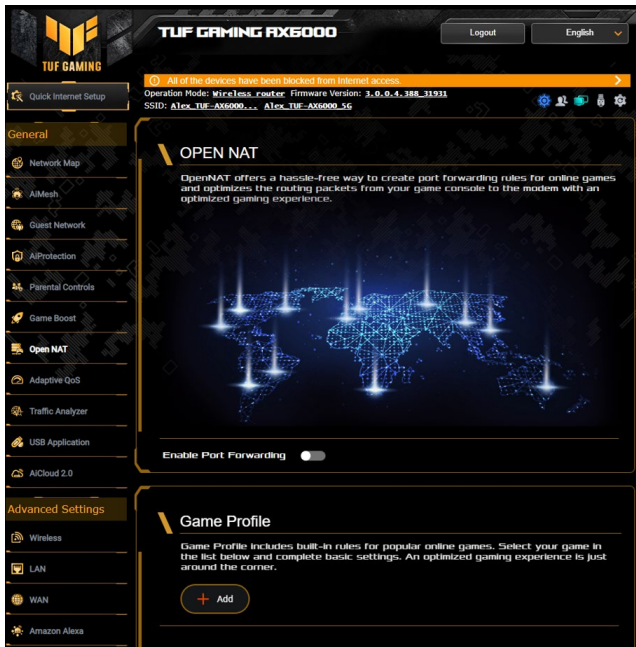 TUF GAMING
TUF GAMING AX6000
Logout
English
All of the devices have been blocked from Internet access.
Quick Internet Setup
Operation Mode: Wireless router Firmware Version: 3.0.0.4.388_31931
SSID: Alex_TUF-AX6000... Alex_TUF-AX6000_5G
General
Network Map
AiMesh
Guest Network
AiProtection
Parental Controls
Game Boost
Open NAT
Adaptive QoS
Traffic Analyzer
USB Application
AiCloud 2.0
Advanced Settings
Wireless
LAN
WAN
Amazon Alexa
OPEN NAT
OpenNAT offers a hassle-free way to create port forwarding rules for online games
and optimizes the routing packets from your game console to the modem with an
optimized gaming experience.
Enable Port Forwarding
Game Profile
Game Profile includes built-in rules for popular online games. Select your game in
the list below and complete basic settings. An optimized gaming experience is just
around the corner.
Add